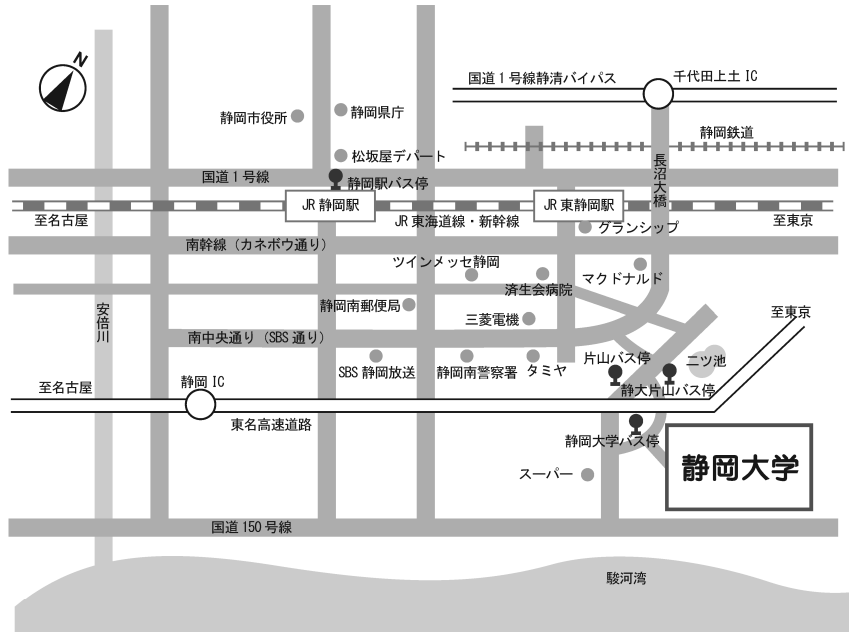 N
国道1号線静清バイパス
千代田上土 IC
静岡市役所
静岡県庁
静岡鉄道
松坂屋デパート
長沼大橋
国道1号線
静岡駅バス停
JR 静岡駅
JR 東静岡駅
至名古屋
JR 東海道線・新幹線
至東京
グランシップ
南幹線（カネボウ通り）
ツインメッセ静岡
マクドナルド
済生会病院
安倍川
静岡南郵便局
三菱電機
至東京
南中央通り（SBS 通り）
片山バス停
二ツ池
SBS 静岡放送
静岡南警察署
タミヤ
至名古屋
静岡 IC
静大片山バス停
東名高速道路
静岡大学バス停
静岡大学
スーパー
国道 150 号線
駿河湾